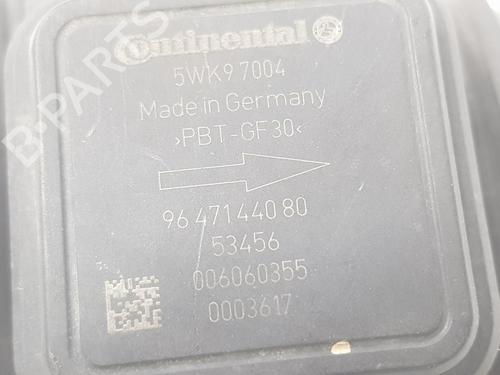 Continental
5WK9 7004
Made in Germany
>PBT-GF30<
96 471 440 80
53456
006060355
0003617
B-PARTS